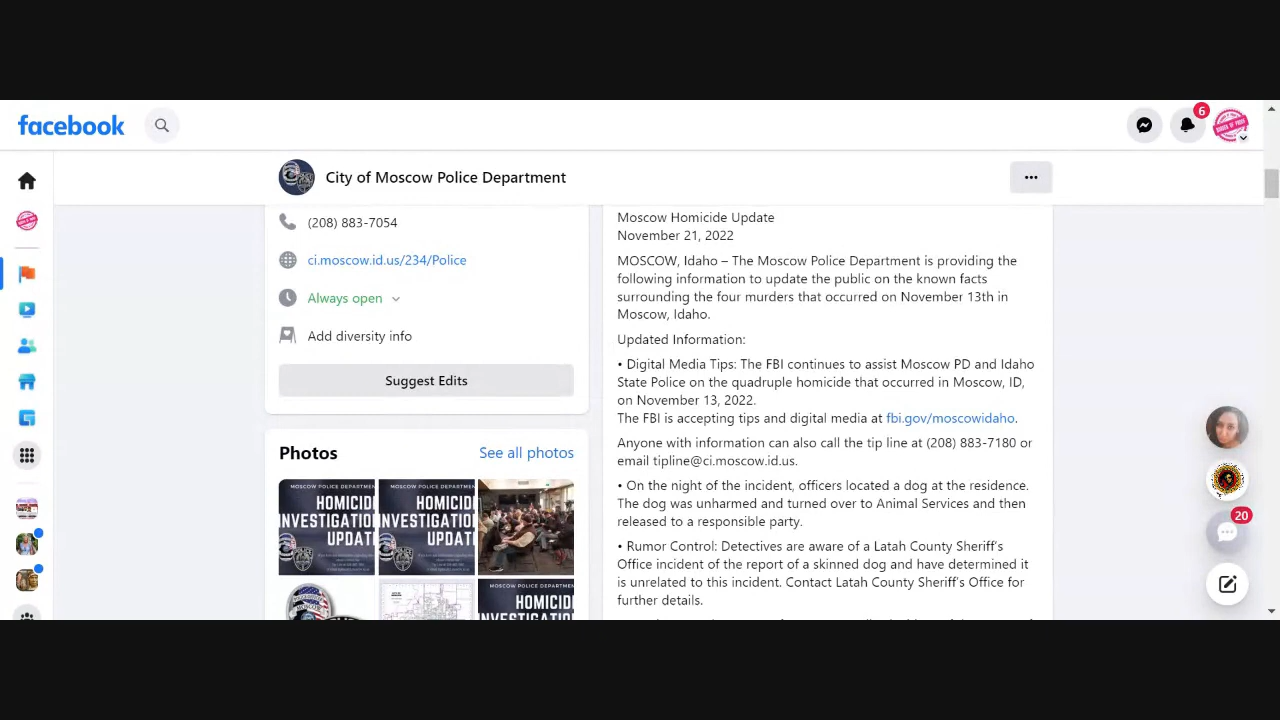 facebook
6
City of Moscow Police Department
(208) 883-7054
ci.moscow.id.us/234/Police
Always open
Add diversity info
Suggest Edits
Photos
See all photos
MOSCOW POLICE DEPARTMENT
HOMICIDE
INVESTIGATION
UPDATE
MOSCOW POLICE DEPARTMENT
HOMICIDE
INVESTIGATION
UPDATE
MOSCOW POLICE DEPARTMENT
HOMICIDE
INVESTIGATION
Moscow Homicide Update
November 21, 2022
MOSCOW, Idaho – The Moscow Police Department is providing the
following information to update the public on the known facts
surrounding the four murders that occurred on November 13th in
Moscow, Idaho.
Updated Information:
• Digital Media Tips: The FBI continues to assist Moscow PD and Idaho
State Police on the quadruple homicide that occurred in Moscow, ID,
on November 13, 2022.
The FBI is accepting tips and digital media at fbi.gov/moscowidaho.
Anyone with information can also call the tip line at (208) 883-7180 or
email tipline@ci.moscow.id.us.
• On the night of the incident, officers located a dog at the residence.
The dog was unharmed and turned over to Animal Services and then
released to a responsible party.
• Rumor Control: Detectives are aware of a Latah County Sheriff's
Office incident of the report of a skinned dog and have determined it
is unrelated to this incident. Contact Latah County Sheriff's Office for
further details.
20